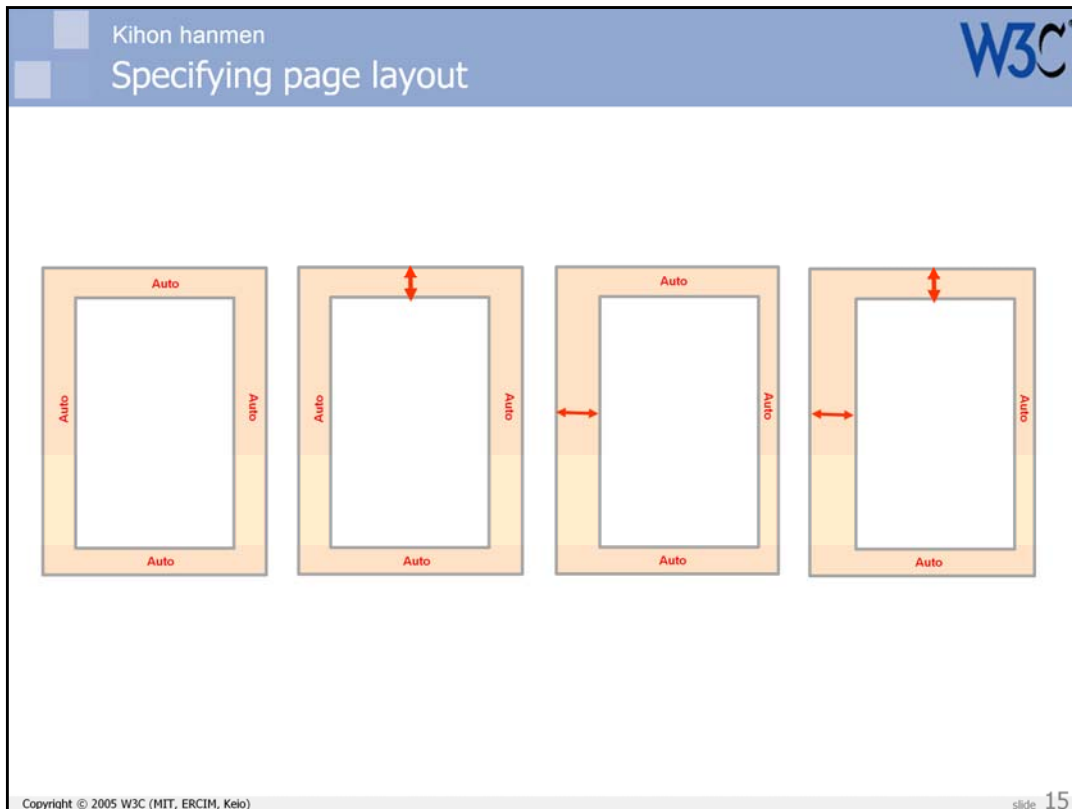 Kihon hanmen
Specifying page layout
W3C
Auto
Auto
Auto
Auto
Auto
Auto
Auto
Auto
Auto
Auto
Auto
Auto
Copyright © 2005 W3C (MIT, ERCIM, Keio)
slide 15